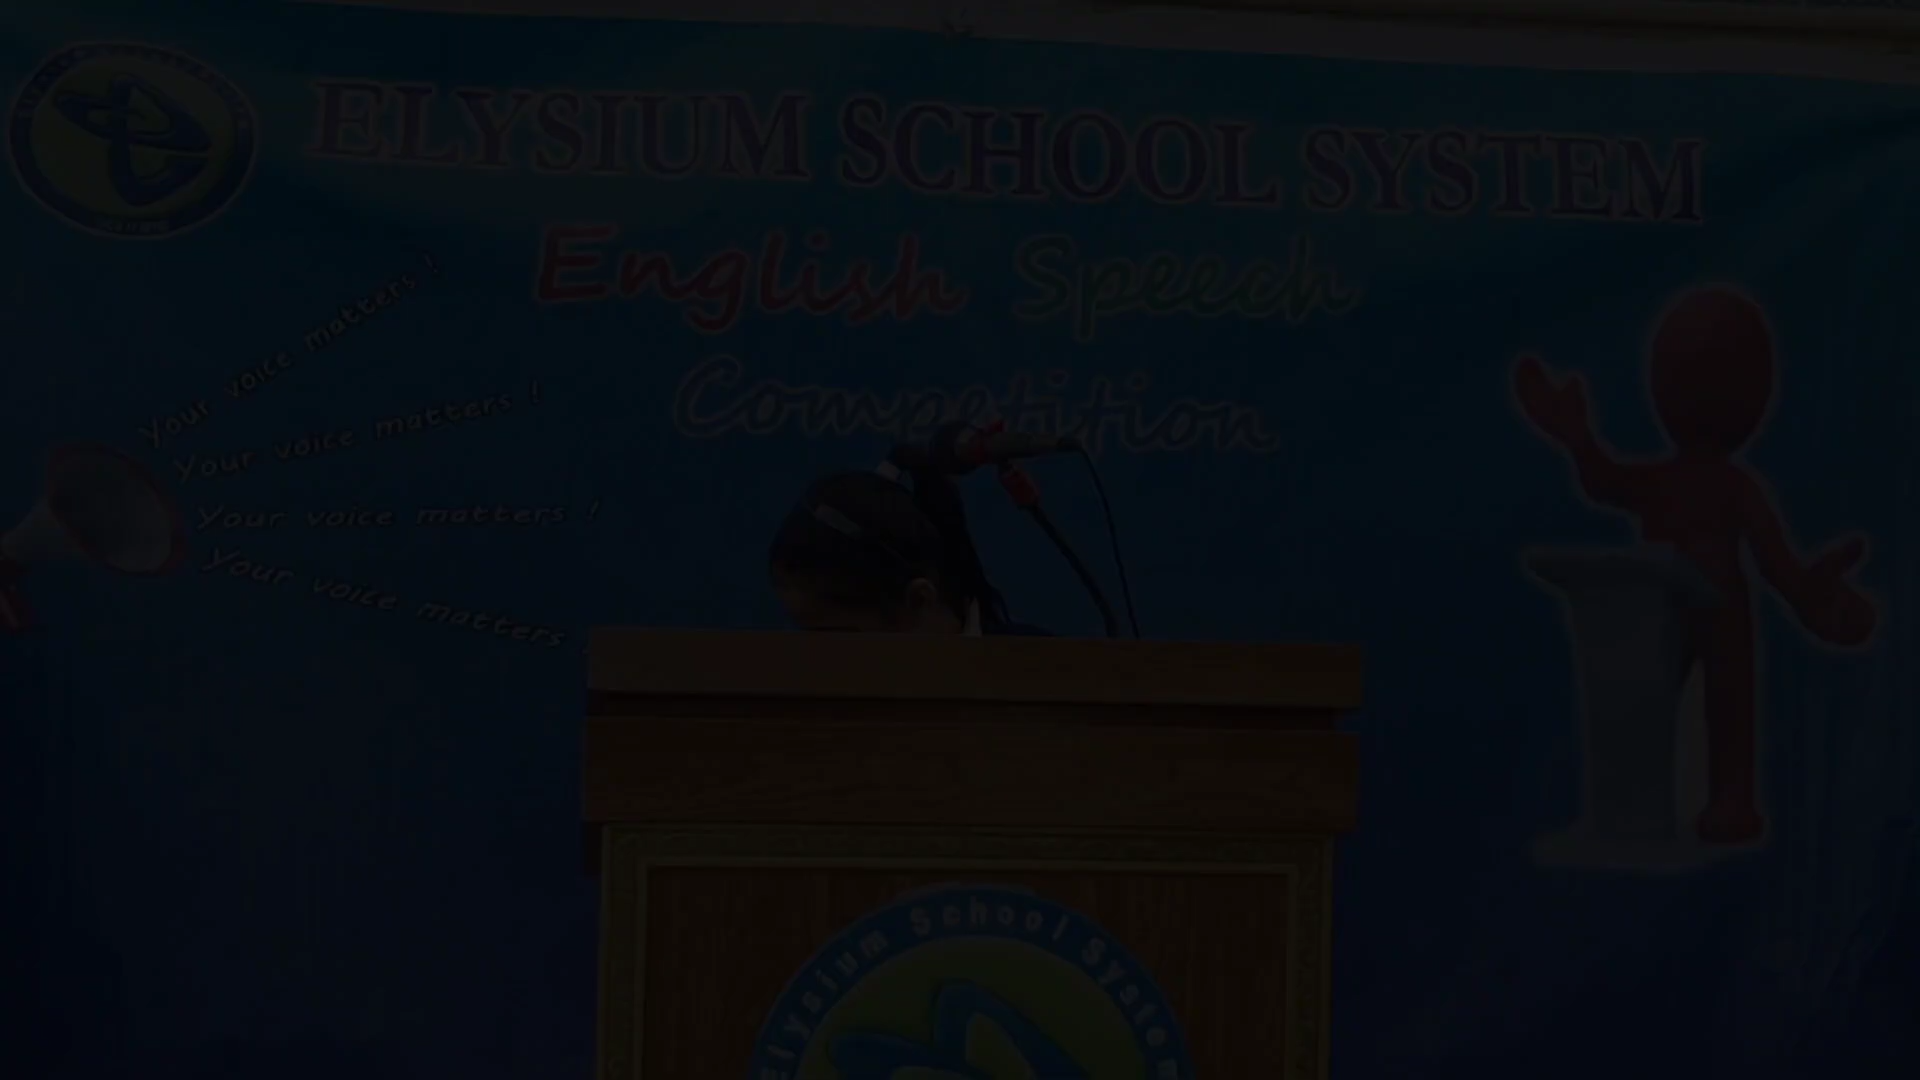 ELYSIUM SCHOOL SYSTEM
English Speech
Competition
Your voice matters !
Your voice matters !
Your voice matters !
Your voice matters
Elysium School System